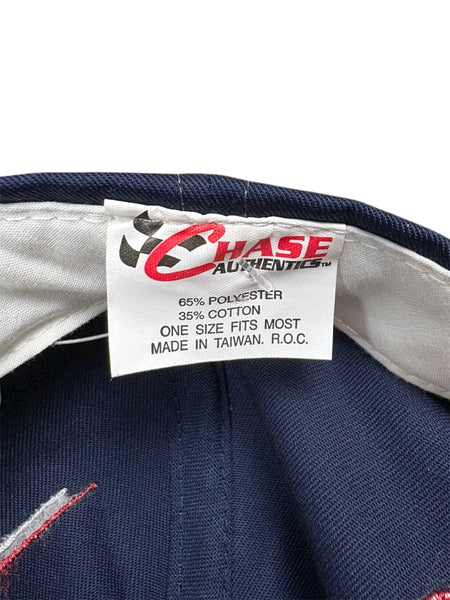 CHASE
AUTHENTICS™
65% POLYESTER
35% COTTON
ONE SIZE FITS MOST
MADE IN TAIWAN. R.O.C.